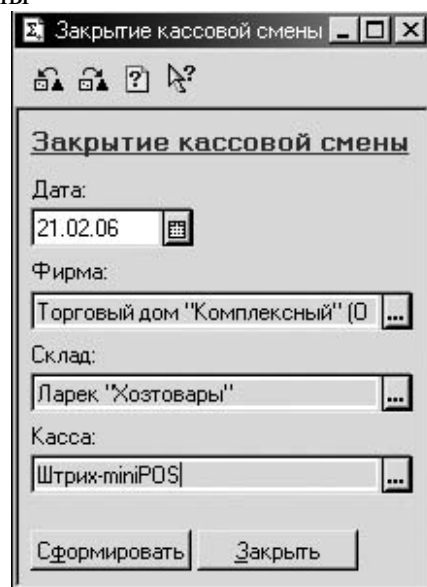 Закрытие кассовой смены
Закрытие кассовой смены
Дата:
21.02.06
Фирма:
Торговый дом "Комплексный" (О
...
Склад:
Ларек "Хозтовары"
...
Касса:
Штрих-miniPOS
...
Сформировать Закрыть